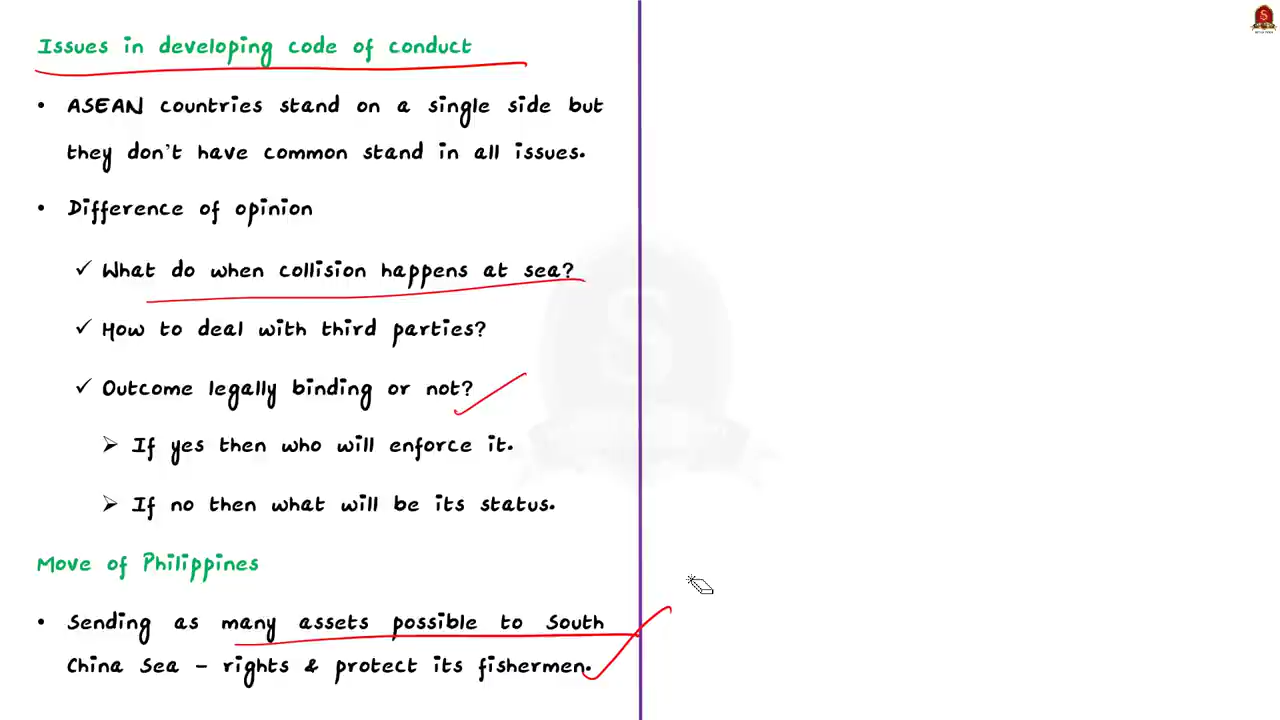 Issues in developing code of conduct
• ASEAN countries stand on a single side but
they don't have common stand in all issues.
• Difference of opinion
✓ What do when collision happens at sea?
✓ How to deal with third parties?
✓ Outcome legally binding or not?
➢ If yes then who will enforce it.
➢ If no then what will be its status.
Move of Philippines
• Sending as many assets possible to South
China Sea – rights & protect its fishermen.
S